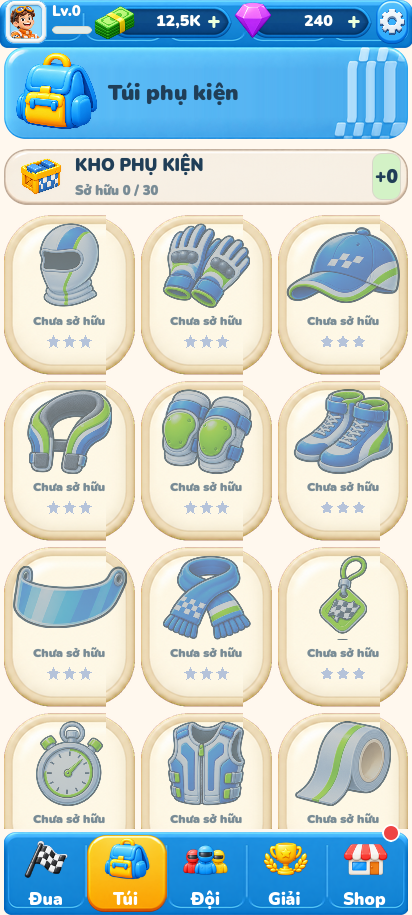 Lv.0
12,5K +
240 +
Túi phụ kiện
KHO PHỤ KIỆN
Sở hữu 0 / 30
+0
Chưa sở hữu
Chưa sở hữu
Chưa sở hữu
Chưa sở hữu
Chưa sở hữu
Chưa sở hữu
Chưa sở hữu
Chưa sở hữu
Chưa sở hữu
Chưa sở hữu
Chưa sở hữu
Chưa sở hữu
Đua
Túi
Đội
Giải
Shop